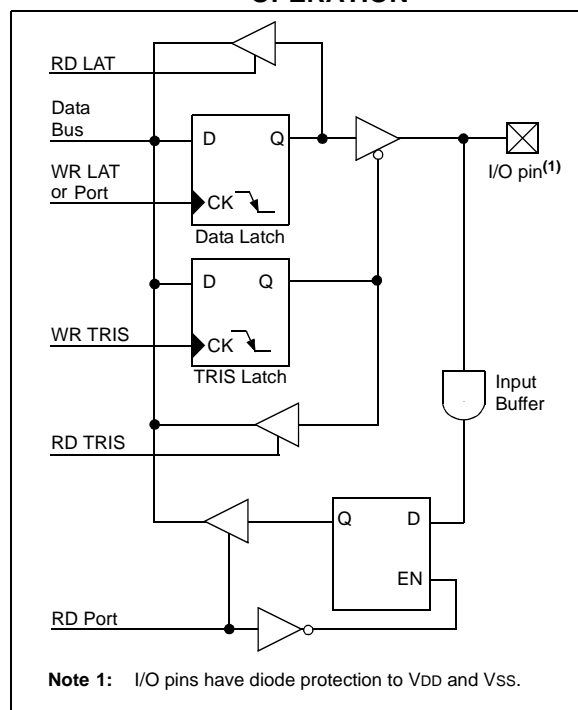 OPERATION
RD LAT
Data
Bus
D Q
WR LAT
or Port
CK
Data Latch
I/O pin(1)
D Q
WR TRIS
CK
TRIS Latch
Input
Buffer
RD TRIS
Q D
EN
RD Port
Note 1: I/O pins have diode protection to VDD and VSS.